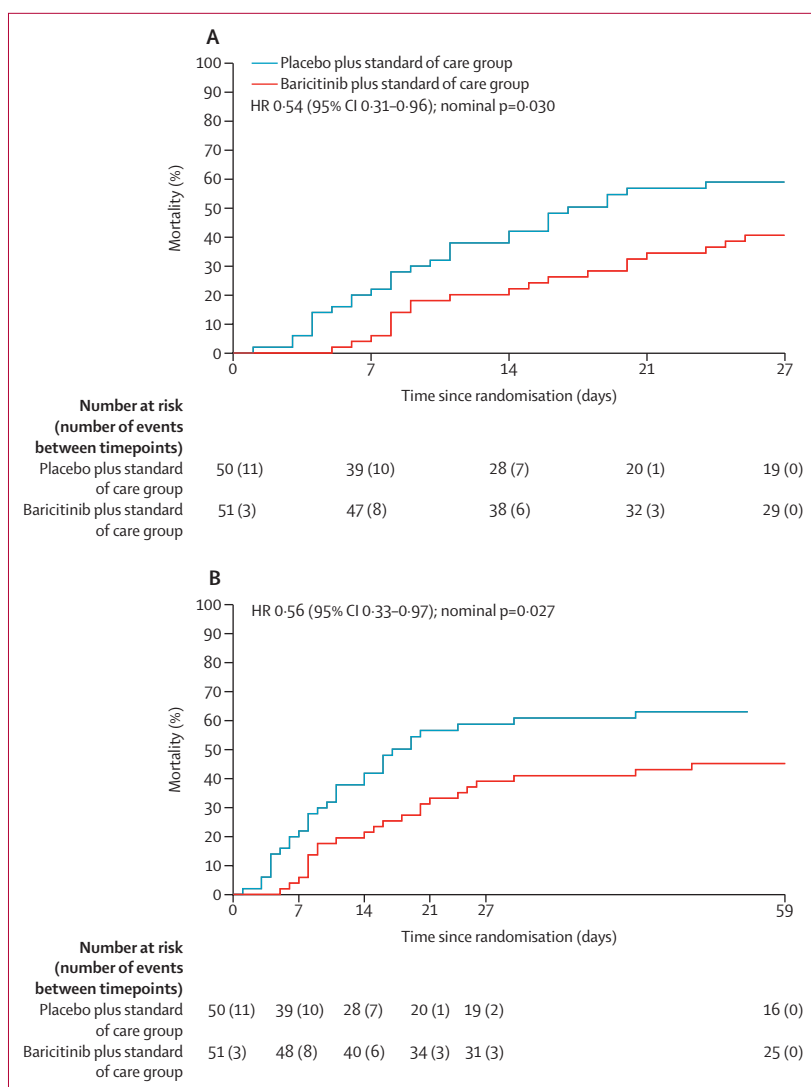 A
Placebo plus standard of care group
Baricitinib plus standard of care group
HR 0·54 (95% CI 0·31–0·96); nominal p=0·030
100
90
80
70
60
50
40
30
20
10
0
Mortality (%)
0 7 14 21 27
Time since randomisation (days)
Number at risk
(number of events
between timepoints)
Placebo plus standard 50 (11) 39 (10) 28 (7) 20 (1) 19 (0)
of care group
Baricitinib plus standard 51 (3) 47 (8) 38 (6) 32 (3) 29 (0)
of care group
B
HR 0·56 (95% CI 0·33–0·97); nominal p=0·027
100
90
80
70
60
50
40
30
20
10
0
Mortality (%)
0 7 14 21 27 59
Time since randomisation (days)
Number at risk
(number of events
between timepoints)
Placebo plus standard 50 (11) 39 (10) 28 (7) 20 (1) 19 (2) 16 (0)
of care group
Baricitinib plus standard 51 (3) 48 (8) 40 (6) 34 (3) 31 (3) 25 (0)
of care group